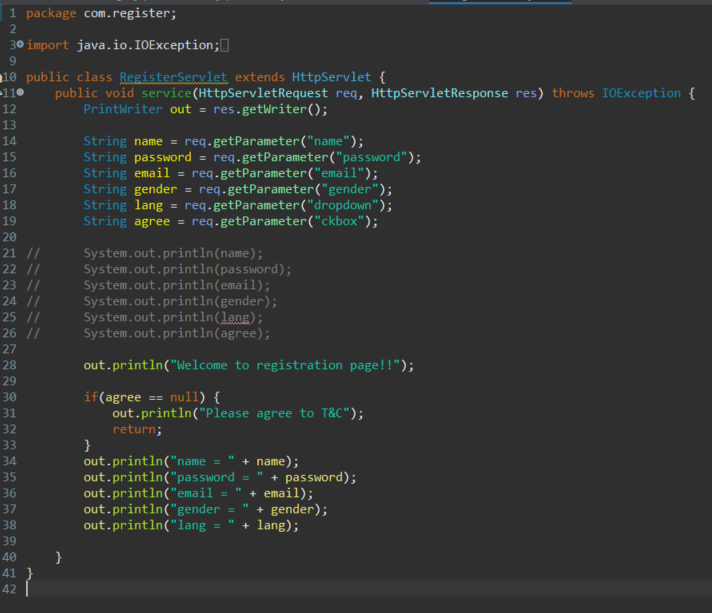 1 package com.register;
2
3 import java.io.IOException;
9
10 public class RegisterServlet extends HttpServlet {
11 public void service(HttpServletRequest req, HttpServletResponse res) throws IOException {
12 PrintWriter out = res.getWriter();
13
14 String name = req.getParameter("name");
15 String password = req.getParameter("password");
16 String email = req.getParameter("email");
17 String gender = req.getParameter("gender");
18 String lang = req.getParameter("dropdown");
19 String agree = req.getParameter("ckbox");
20
21 // System.out.println(name);
22 // System.out.println(password);
23 // System.out.println(email);
24 // System.out.println(gender);
25 // System.out.println(lang);
26 // System.out.println(agree);
27
28 out.println("Welcome to registration page!!");
29
30 if(agree == null) {
31 out.println("Please agree to T&C");
32 return;
33 }
34 out.println("name = " + name);
35 out.println("password = " + password);
36 out.println("email = " + email);
37 out.println("gender = " + gender);
38 out.println("lang = " + lang);
39
40 }
41 }
42